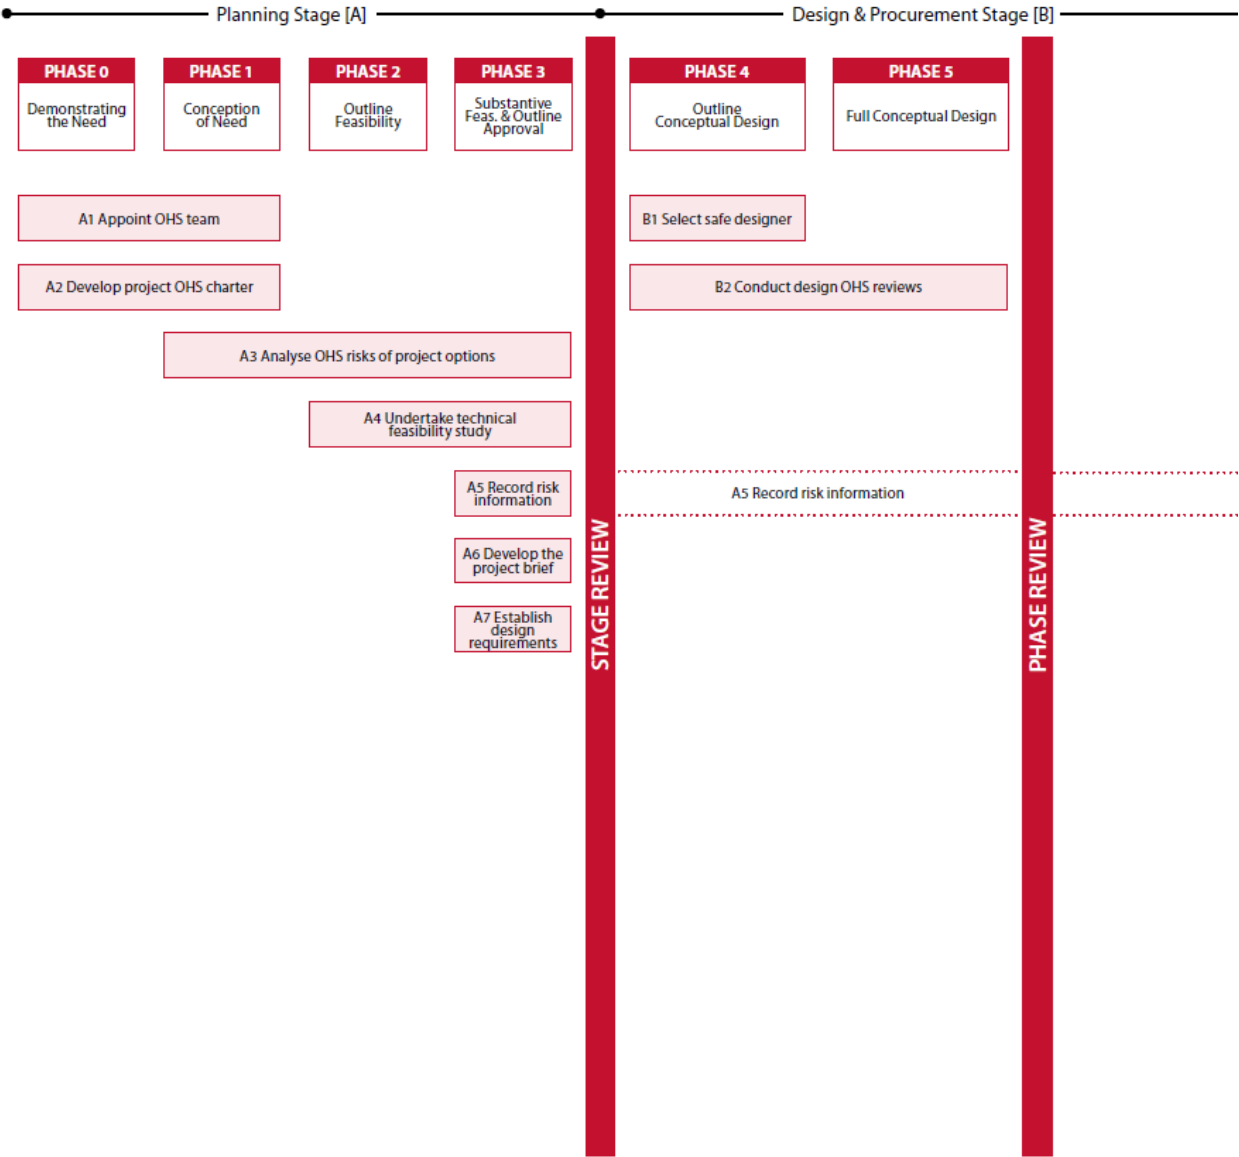 Planning Stage [A]
Design & Procurement Stage [B]
PHASE 0
Demonstrating
the Need
PHASE 1
Conception
of Need
PHASE 2
Outline
Feasibility
PHASE 3
Substantive
Feas. & Outline
Approval
PHASE 4
Outline
Conceptual Design
PHASE 5
Full Conceptual Design
A1 Appoint OHS team
B1 Select safe designer
A2 Develop project OHS charter
B2 Conduct design OHS reviews
A3 Analyse OHS risks of project options
A4 Undertake technical
feasibility study
A5 Record risk
information
A5 Record risk information
A6 Develop the
project brief
A7 Establish
design
requirements
STAGE REVIEW
PHASE REVIEW